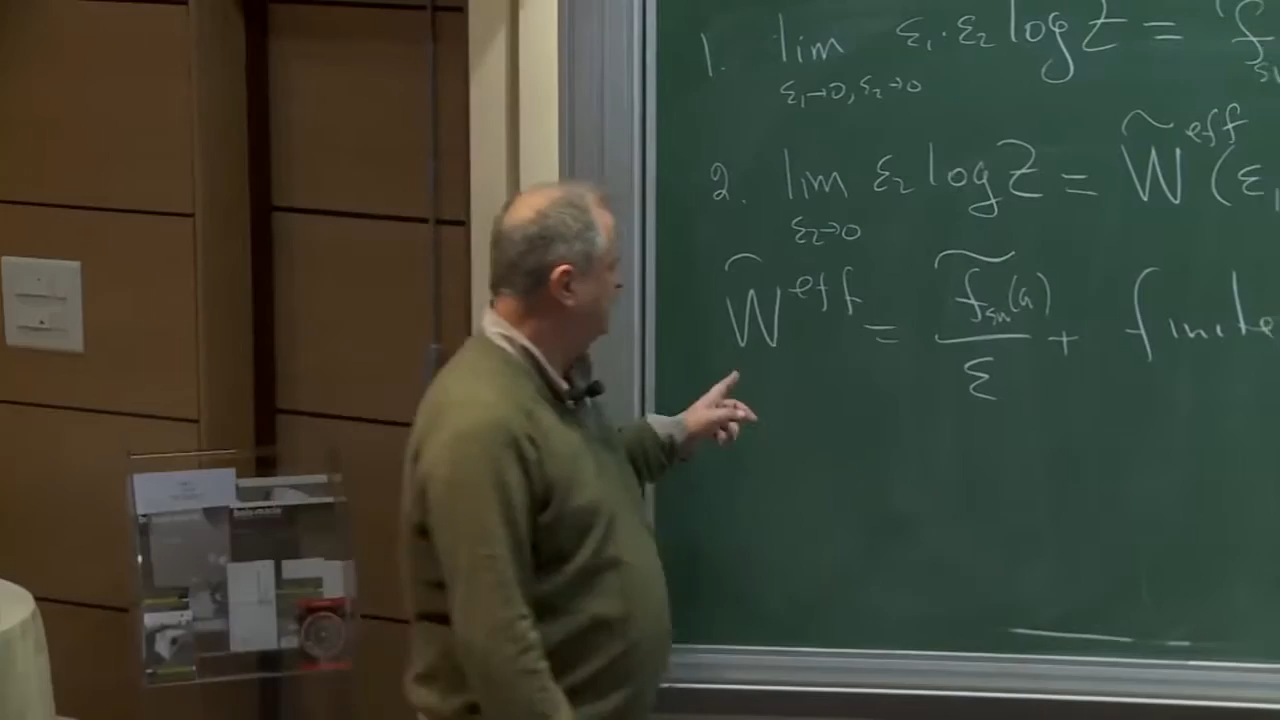 1. lim ε₁·ε₂ log Z = f
ε₁→0, ε₂→0
2. lim ε₂ log Z = W̃^eff (ε₁
ε₂→0
W̃^eff = f̃_SW(a) / ε + finite